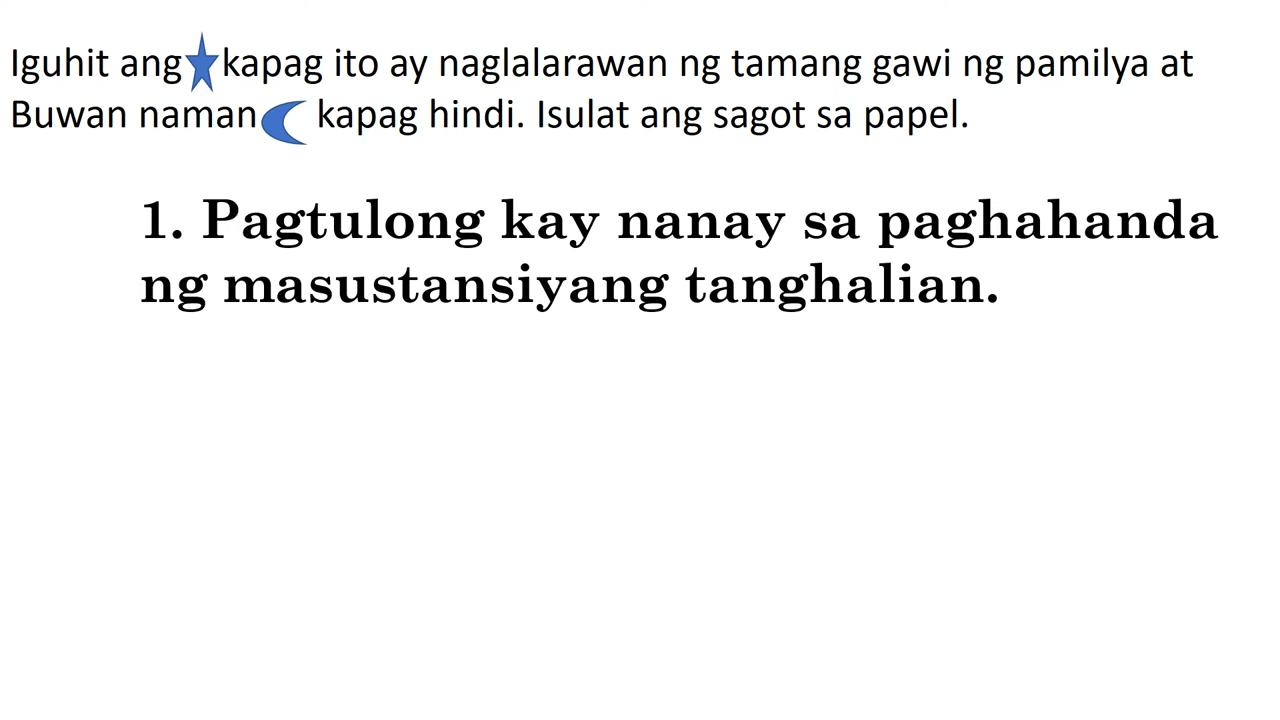 Iguhit ang kapag ito ay naglalarawan ng tamang gawi ng pamilya at
Buwan naman kapag hindi. Isulat ang sagot sa papel.
1. Pagtulong kay nanay sa paghahanda
ng masustansiyang tanghalian.